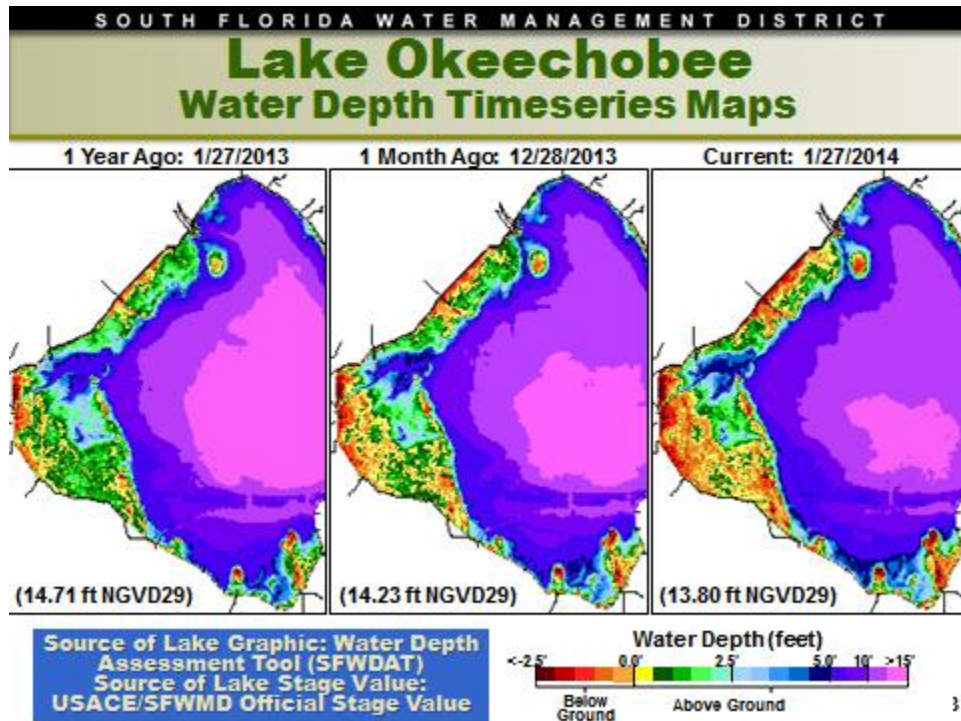 SOUTH FLORIDA WATER MANAGEMENT DISTRICT
Lake Okeechobee
Water Depth Timeseries Maps
1 Year Ago: 1/27/2013
1 Month Ago: 12/28/2013
Current: 1/27/2014
(14.71 ft NGVD29)
(14.23 ft NGVD29)
(13.80 ft NGVD29)
Source of Lake Graphic: Water Depth
Assessment Tool (SFWDAT)
Source of Lake Stage Value:
USACE/SFWMD Official Stage Value
Water Depth (feet)
<-2.5' 0.0' 2.5' 5.0' 10' >15'
Below
Ground
Above Ground